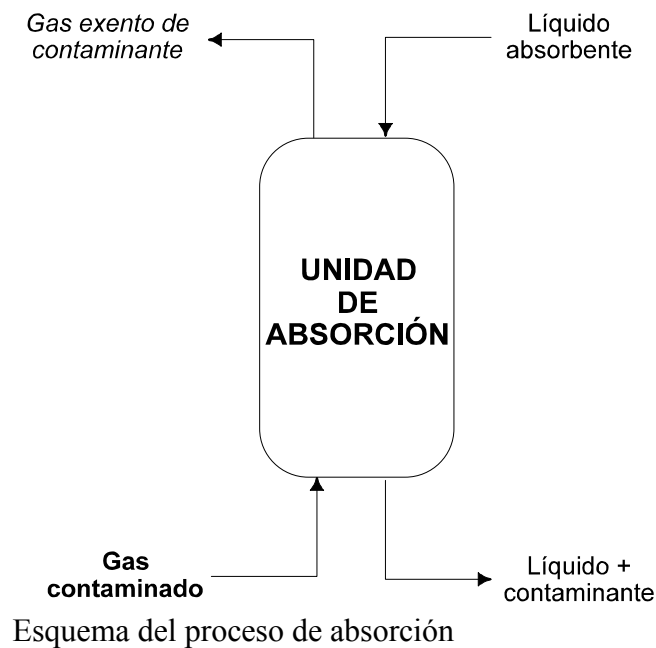 Gas exento de
contaminante
Líquido
absorbente
UNIDAD
DE
ABSORCIÓN
Gas
contaminado
Líquido +
contaminante
Esquema del proceso de absorción